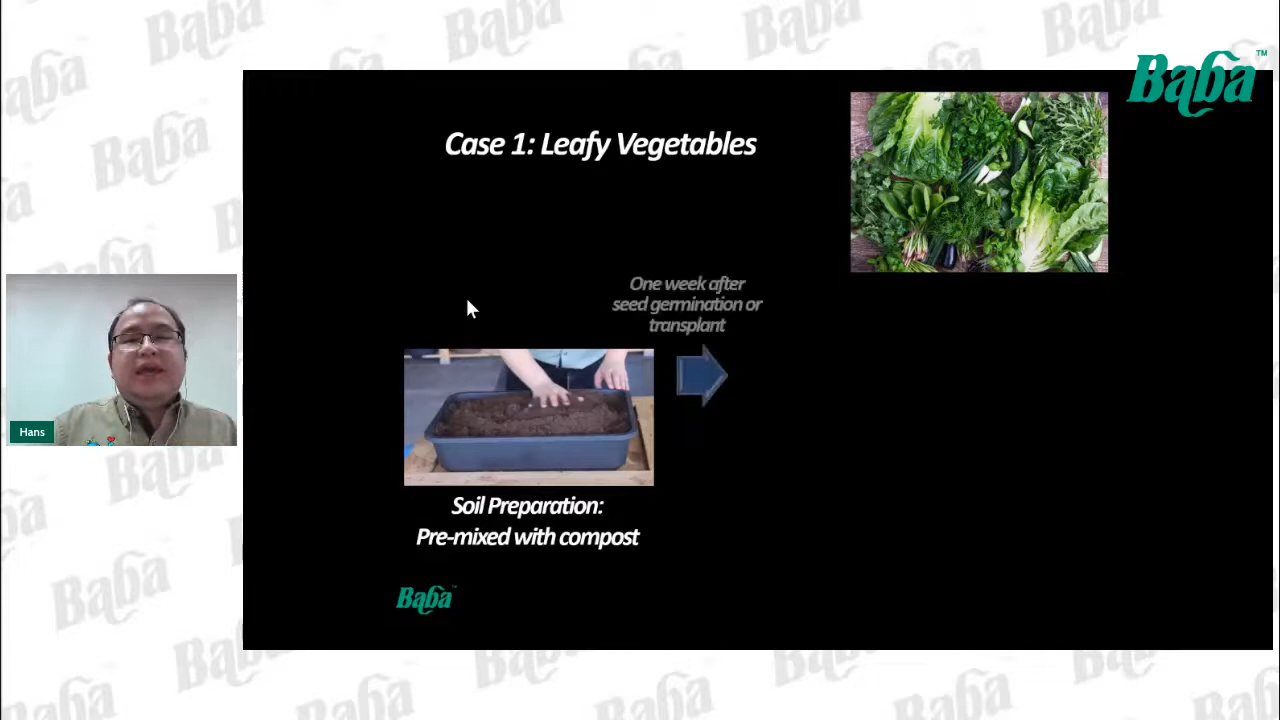 Baba™
Case 1: Leafy Vegetables
One week after
seed germination or
transplant
Hans
Soil Preparation:
Pre-mixed with compost
Baba